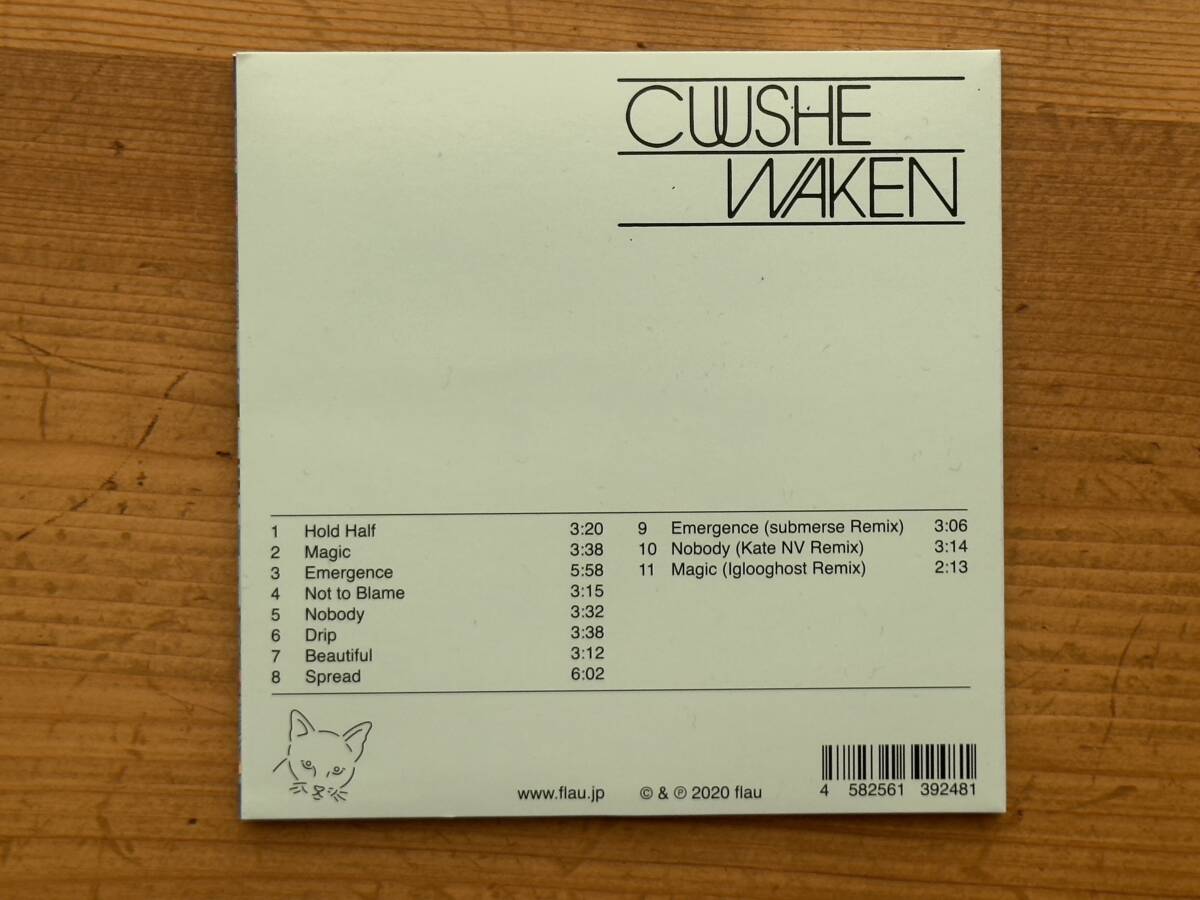 CUUSHE
WAKEN
1 Hold Half 3:20
2 Magic 3:38
3 Emergence 5:58
4 Not to Blame 3:15
5 Nobody 3:32
6 Drip 3:38
7 Beautiful 3:12
8 Spread 6:02
9 Emergence (submerse Remix) 3:06
10 Nobody (Kate NV Remix) 3:14
11 Magic (Iglooghost Remix) 2:13
www.flau.jp © & ℗ 2020 flau
4 582561 392481